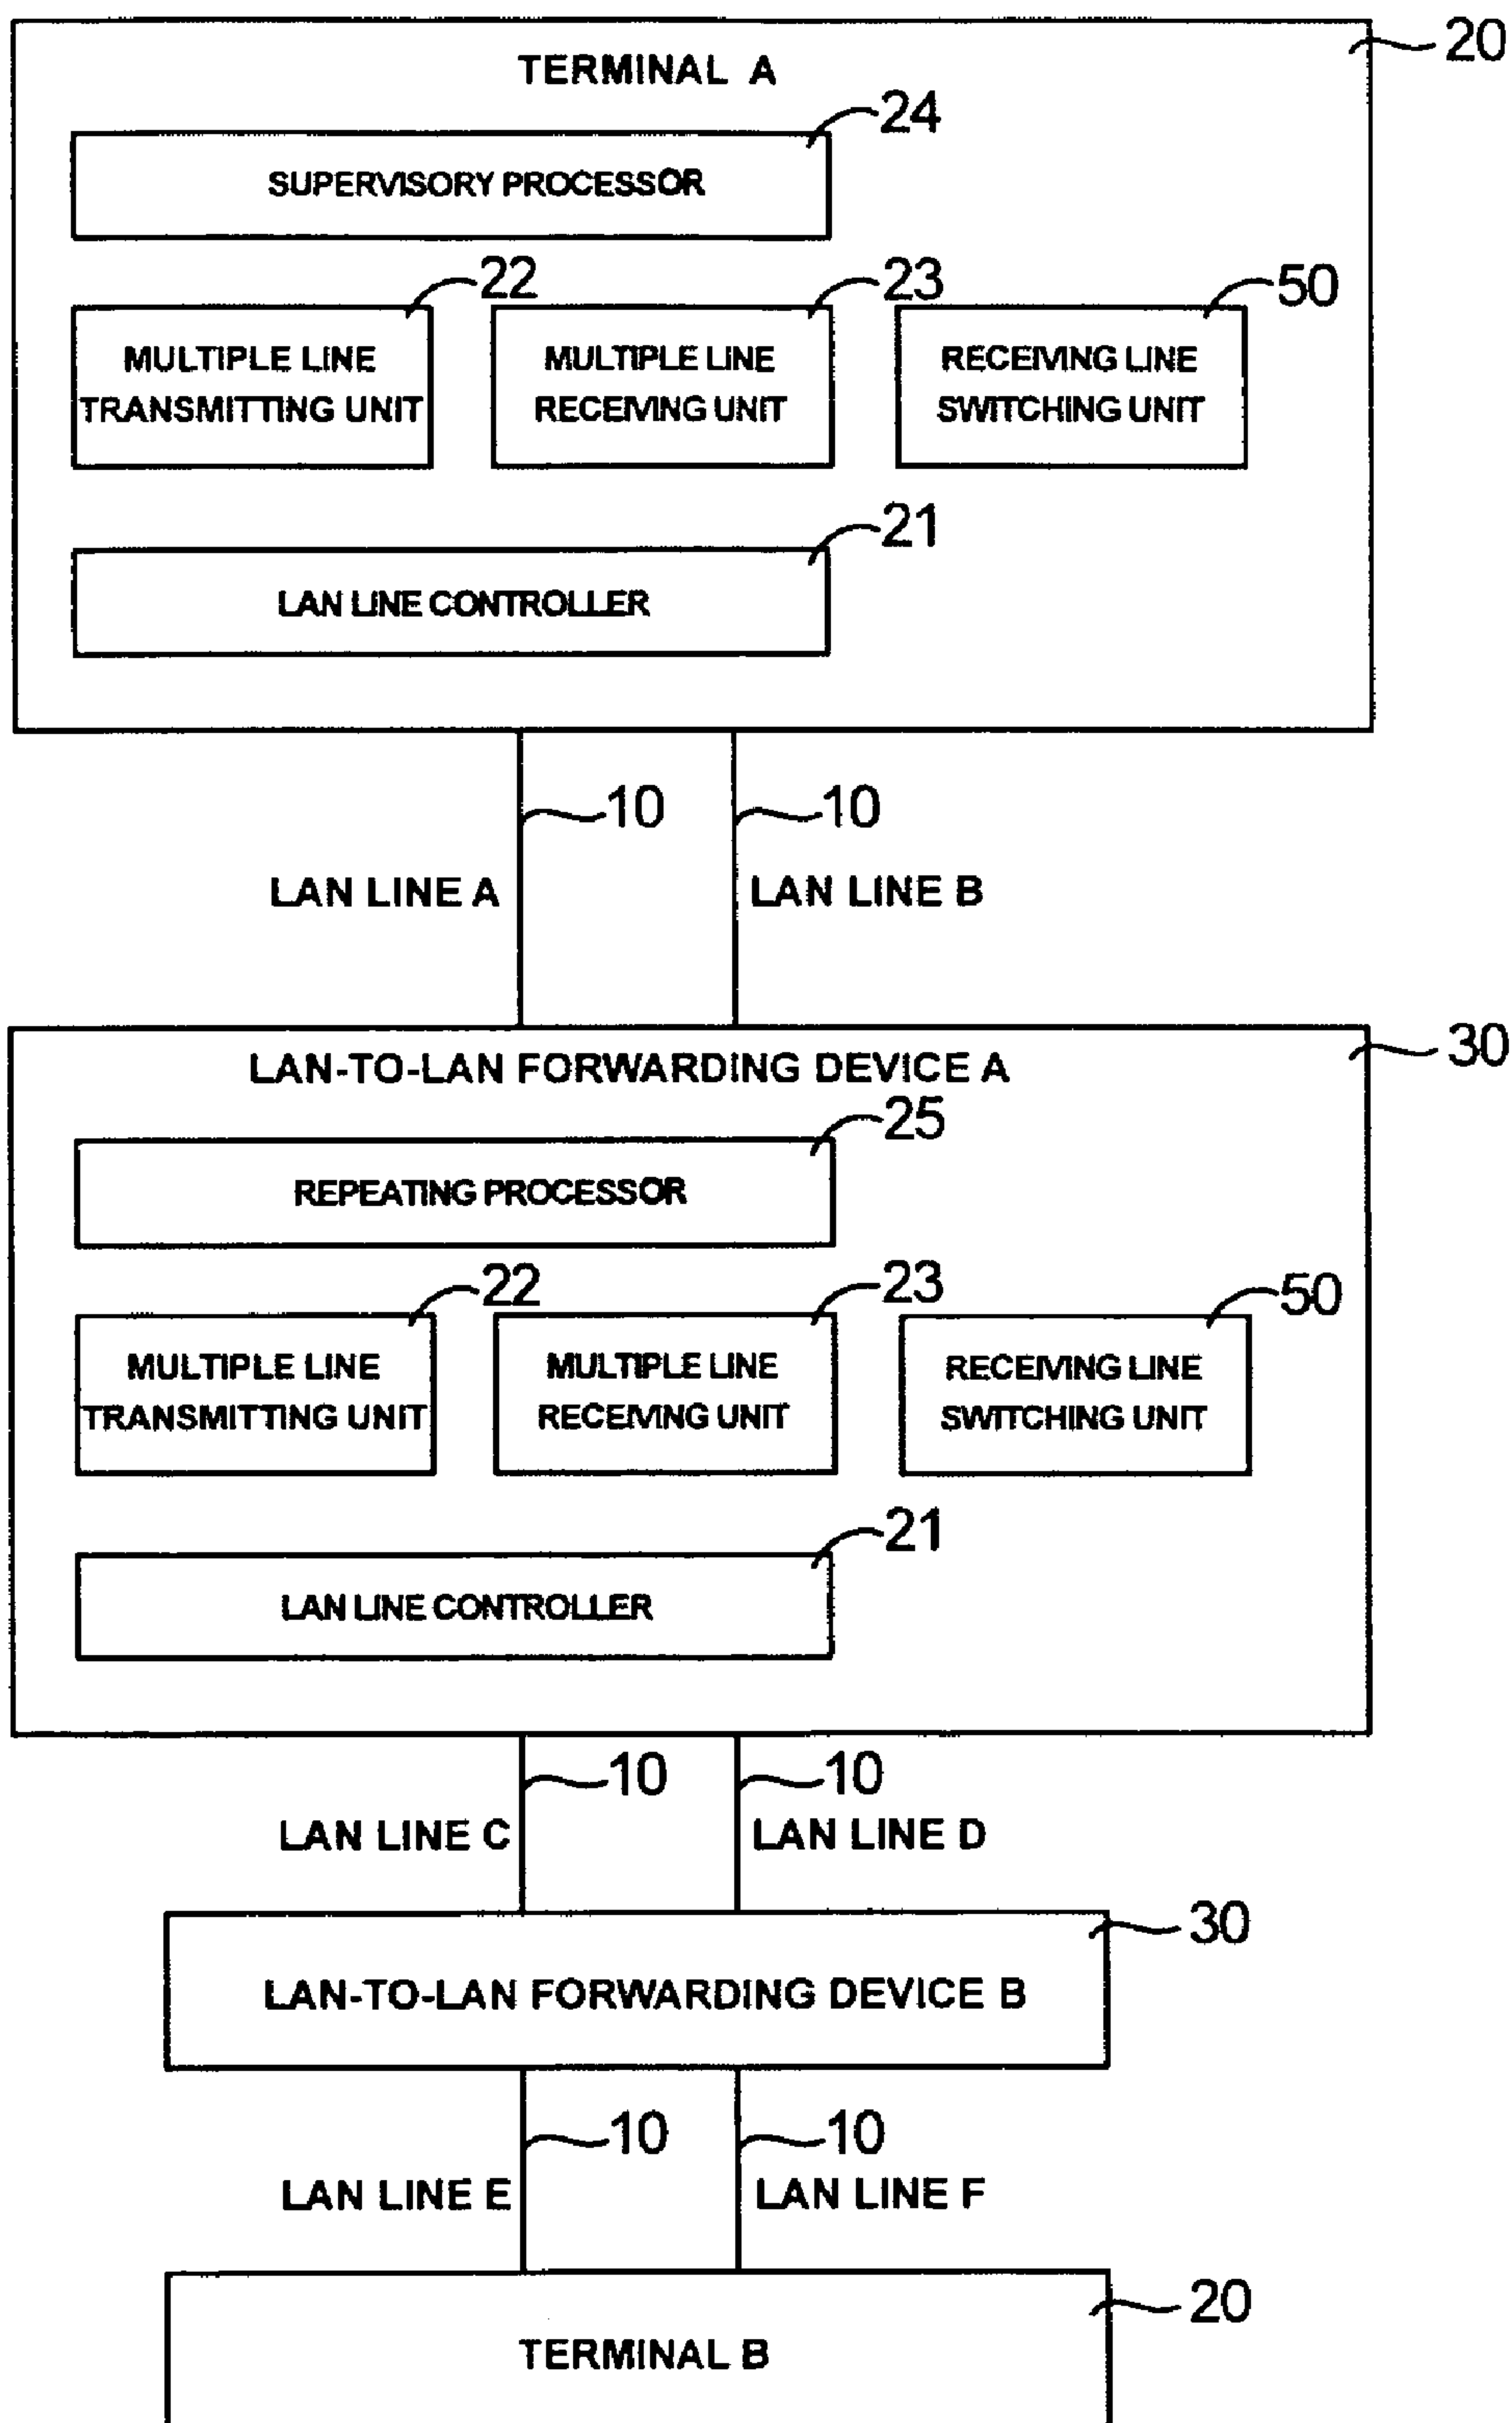 20
TERMINAL A
24
SUPERVISORY PROCESSOR
22
23
50
MULTIPLE LINE
TRANSMITTING UNIT
MULTIPLE LINE
RECEIVING UNIT
RECEIVING LINE
SWITCHING UNIT
21
LAN LINE CONTROLLER
10
10
LAN LINE A
LAN LINE B
30
LAN-TO-LAN FORWARDING DEVICE A
25
REPEATING PROCESSOR
22
23
50
MULTIPLE LINE
TRANSMITTING UNIT
MULTIPLE LINE
RECEIVING UNIT
RECEIVING LINE
SWITCHING UNIT
21
LAN LINE CONTROLLER
10
10
LAN LINE C
LAN LINE D
30
LAN-TO-LAN FORWARDING DEVICE B
10
10
LAN LINE E
LAN LINE F
20
TERMINAL B